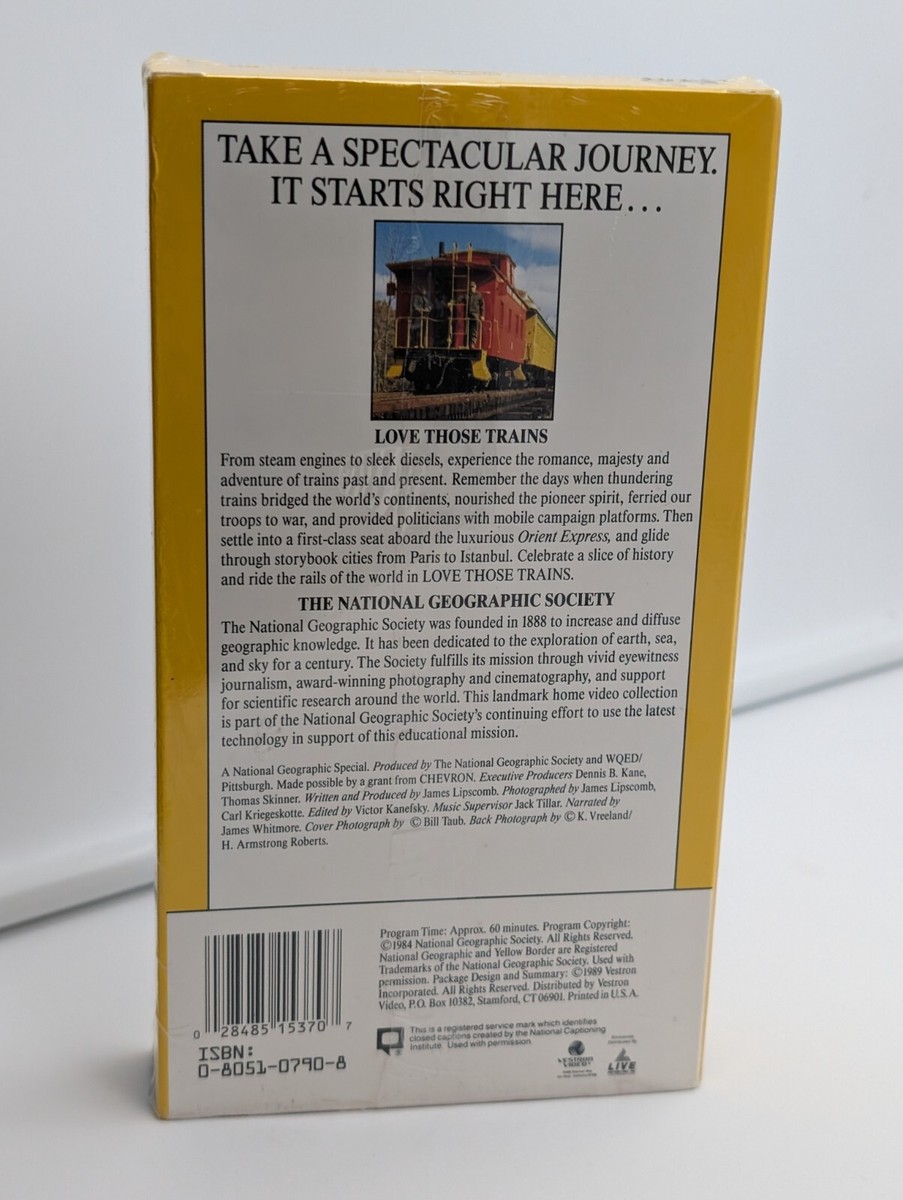 TAKE A SPECTACULAR JOURNEY.
IT STARTS RIGHT HERE...
LOVE THOSE TRAINS
From steam engines to sleek diesels, experience the romance, majesty and
adventure of trains past and present. Remember the days when thundering
trains bridged the world's continents, nourished the pioneer spirit, ferried our
troops to war, and provided politicians with mobile campaign platforms. Then
settle into a first-class seat aboard the luxurious Orient Express, and glide
through storybook cities from Paris to Istanbul. Celebrate a slice of history
and ride the rails of the world in LOVE THOSE TRAINS.
THE NATIONAL GEOGRAPHIC SOCIETY
The National Geographic Society was founded in 1888 to increase and diffuse
geographic knowledge. It has been dedicated to the exploration of earth, sea,
and sky for a century. The Society fulfills its mission through vivid eyewitness
journalism, award-winning photography and cinematography, and support
for scientific research around the world. This landmark home video collection
is part of the National Geographic Society's continuing effort to use the latest
technology in support of this educational mission.
A National Geographic Special. Produced by The National Geographic Society and WQED/
Pittsburgh. Made possible by a grant from CHEVRON. Executive Producers Dennis B. Kane,
Thomas Skinner. Written and Produced by James Lipscomb. Photographed by James Lipscomb,
Carl Kriegeskotte. Edited by Victor Kanefsky. Music Supervisor Jack Tillar. Narrated by
James Whitmore. Cover Photograph by © Bill Taub. Back Photograph by © K. Vreeland/
H. Armstrong Roberts.
Program Time: Approx. 60 minutes. Program Copyright:
©1984 National Geographic Society. All Rights Reserved.
National Geographic and Yellow Border are Registered
Trademarks of the National Geographic Society. Used with
permission. Package Design and Summary: ©1989 Vestron
Incorporated. All Rights Reserved. Distributed by Vestron
Video, P.O. Box 10382, Stamford, CT 06901. Printed in U.S.A.
0 28485 15370 7
ISBN:
0-8051-0790-8
This is a registered service mark which identifies
closed captions created by the National Captioning
Institute. Used with permission.
VESTRON
VIDEO
LIVE